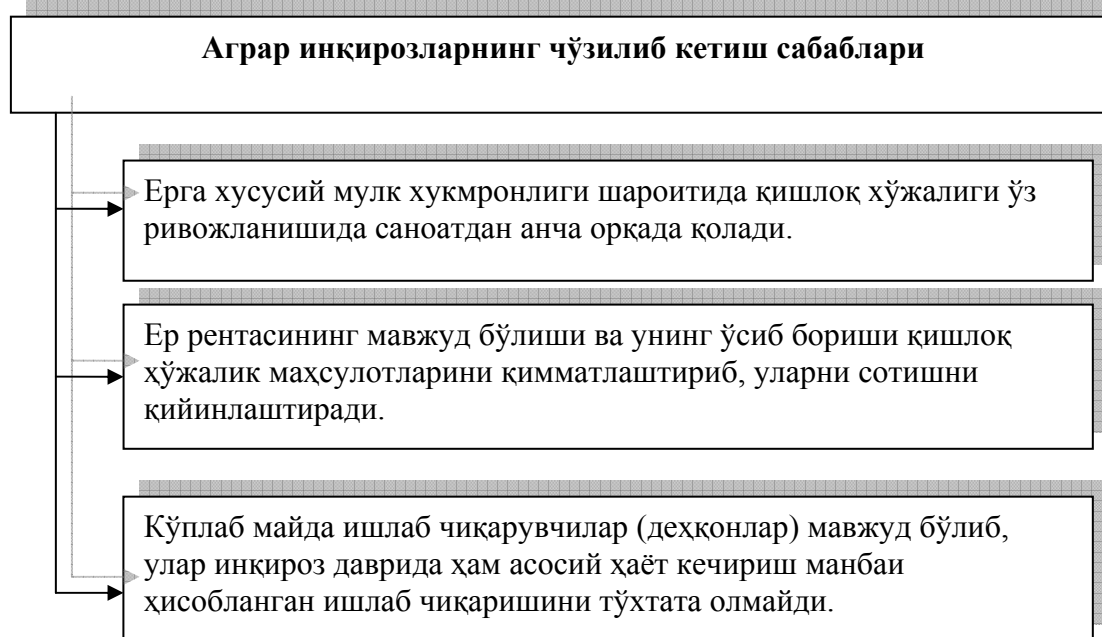 Аграр инқирозларнинг чўзилиб кетиш сабаблари
Ерга хусусий мулк хукмронлиги шароитида қишлоқ хўжалиги ўз
ривожланишида саноатдан анча орқада қолади.
Ер рентасининг мавжуд бўлиши ва унинг ўсиб бориши қишлоқ
ҳўжалик маҳсулотларини қимматлаштириб, уларни сотишни
қийинлаштиради.
Кўплаб майда ишлаб чиқарувчилар (деҳқонлар) мавжуд бўлиб,
улар инқироз даврида ҳам асосий ҳаёт кечириш манбаи
ҳисобланган ишлаб чиқаришини тўхтата олмайди.